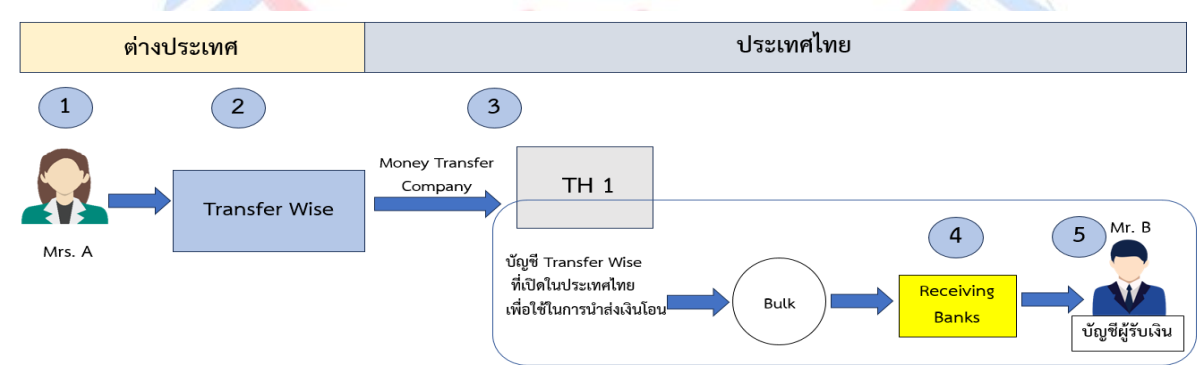 ต่างประเทศ
ประเทศไทย
1
2
3
Money Transfer
Company
TH 1
Transfer Wise
Mrs. A
4
5
Mr. B
บัญชี Transfer Wise
ที่เปิดในประเทศไทย
เพื่อใช้ในการนำส่งเงินโอน
Bulk
Receiving
Banks
บัญชีผู้รับเงิน